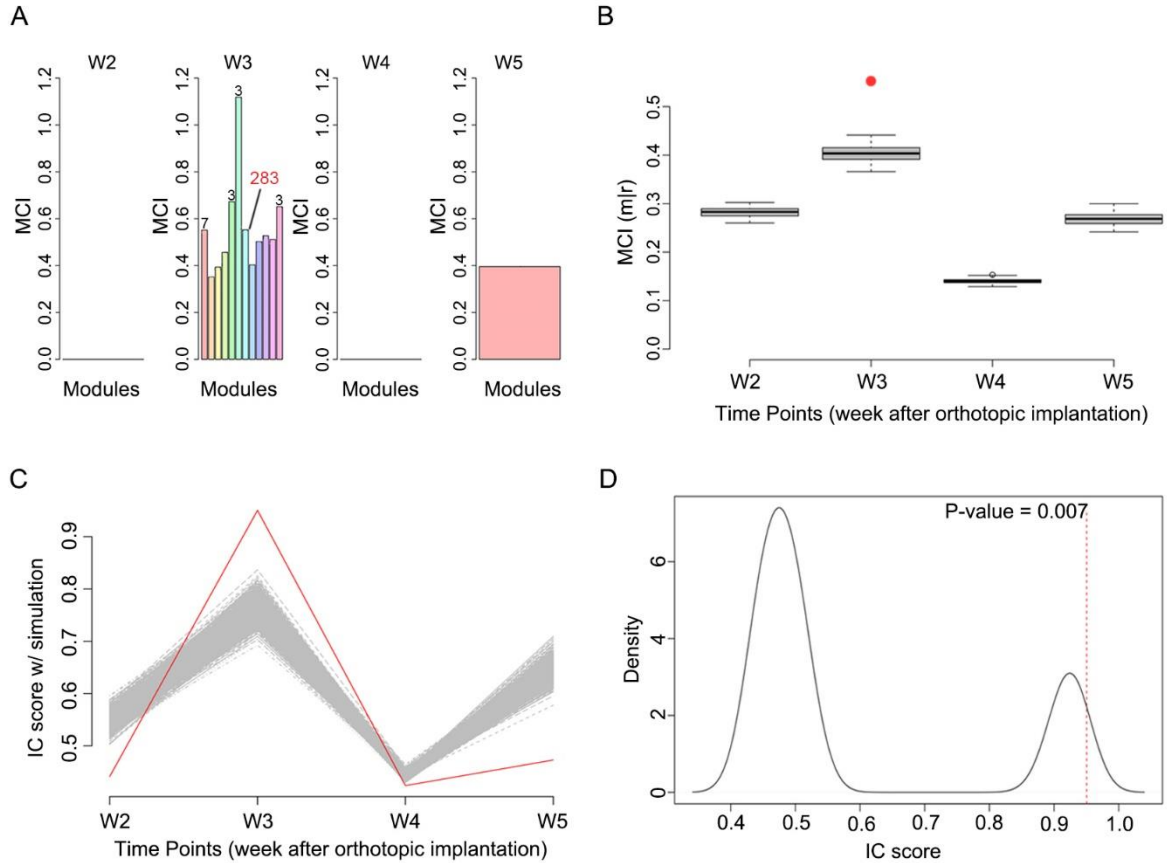 A
W2
W3
W4
W5
MCI
0.0 0.2 0.4 0.6 0.8 1.0 1.2
Modules
MCI
0.0 0.2 0.4 0.6 0.8 1.0 1.2
7
3
3
283
3
Modules
MCI
0.0 0.2 0.4 0.6 0.8 1.0 1.2
Modules
MCI
0.0 0.2 0.4 0.6 0.8 1.0 1.2
Modules
B
MCI (m|r)
0.0 0.1 0.2 0.3 0.4 0.5
W2 W3 W4 W5
Time Points (week after orthotopic implantation)
C
IC score w/ simulation
0.5 0.6 0.7 0.8 0.9
W2 W3 W4 W5
Time Points (week after orthotopic implantation)
D
P-value = 0.007
Density
0 2 4 6
0.4 0.5 0.6 0.7 0.8 0.9 1.0
IC score